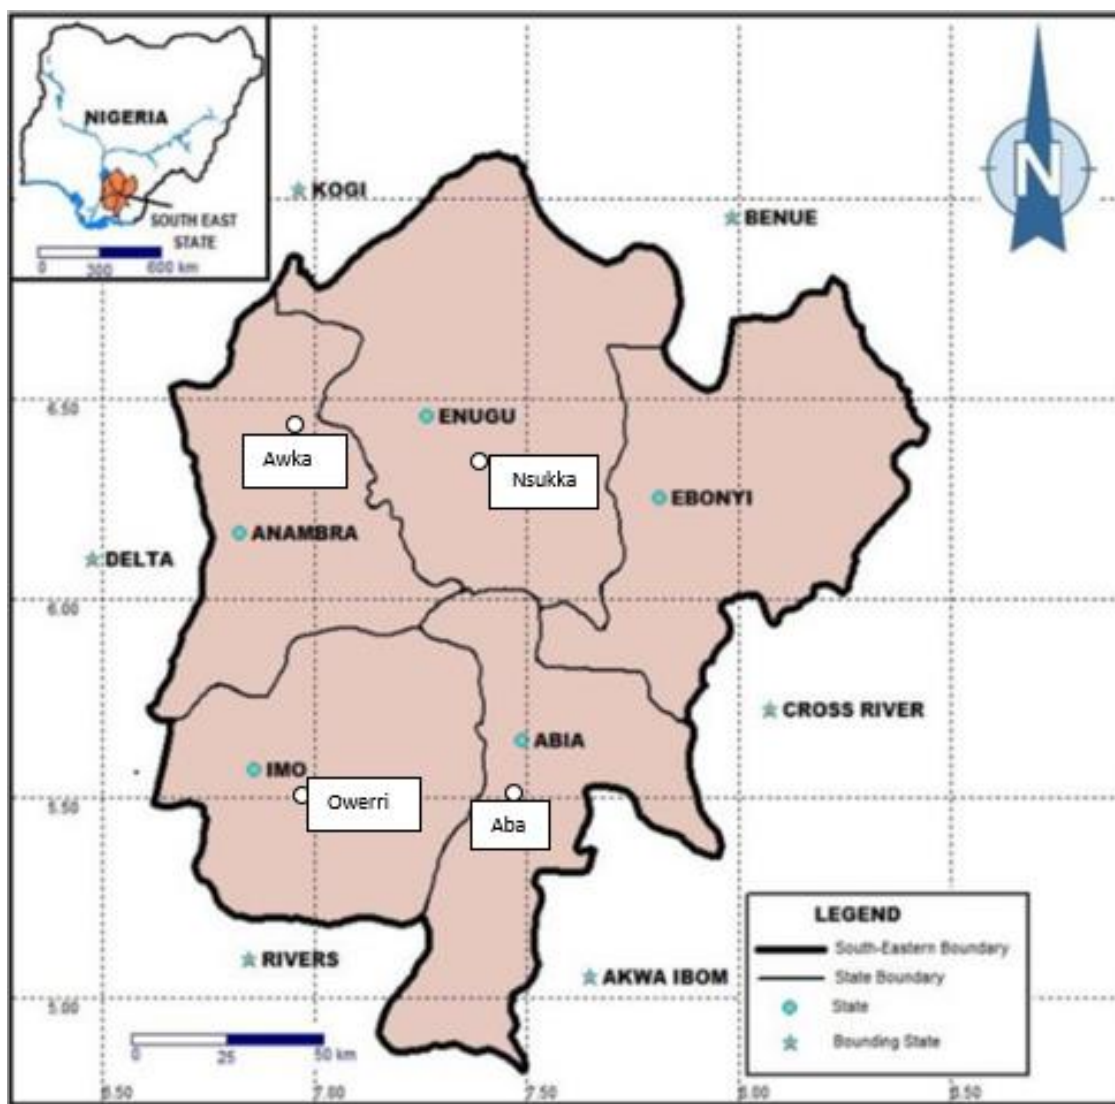 NIGERIA
SOUTH EAST
STATE
0 300 600 km
N
KOGI
BENUE
6.50
ENUGU
Awka
Nsukka
EBONYI
ANAMBRA
DELTA
6.00
CROSS RIVER
ABIA
IMO
5.50
Owerri
Aba
LEGEND
South-Eastern Boundary
State Boundary
State
Bounding State
RIVERS
AKWA IBOM
5.00
0 25 50 km
6.50 7.00 7.50 8.00 8.50